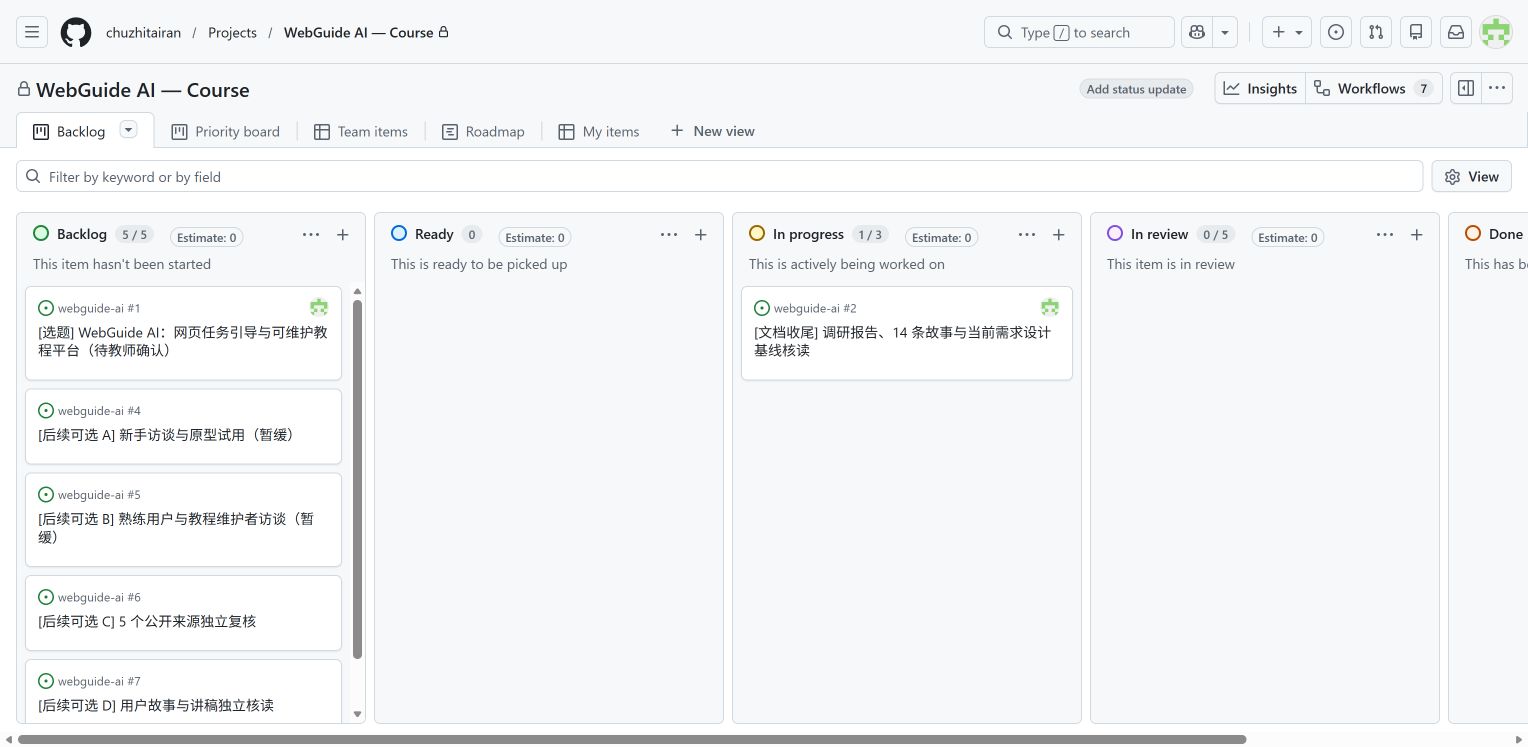 chuzhitairan / Projects / WebGuide AI — Course
Type / to search
WebGuide AI — Course
Add status update
Insights
Workflows 7
Backlog
Priority board
Team items
Roadmap
My items
New view
Filter by keyword or by field
View
Backlog 5 / 5 Estimate: 0
This item hasn't been started
webguide-ai #1
[选题] WebGuide AI：网页任务引导与可维护教
程平台（待教师确认）
webguide-ai #4
[后续可选 A] 新手访谈与原型试用（暂缓）
webguide-ai #5
[后续可选 B] 熟练用户与教程维护者访谈（暂
缓）
webguide-ai #6
[后续可选 C] 5 个公开来源独立复核
webguide-ai #7
[后续可选 D] 用户故事与讲稿独立核读
Ready 0 Estimate: 0
This is ready to be picked up
In progress 1 / 3 Estimate: 0
This is actively being worked on
webguide-ai #2
[文档收尾] 调研报告、14 条故事与当前需求设计
基线核读
In review 0 / 5 Estimate: 0
This item is in review
Done
This has b